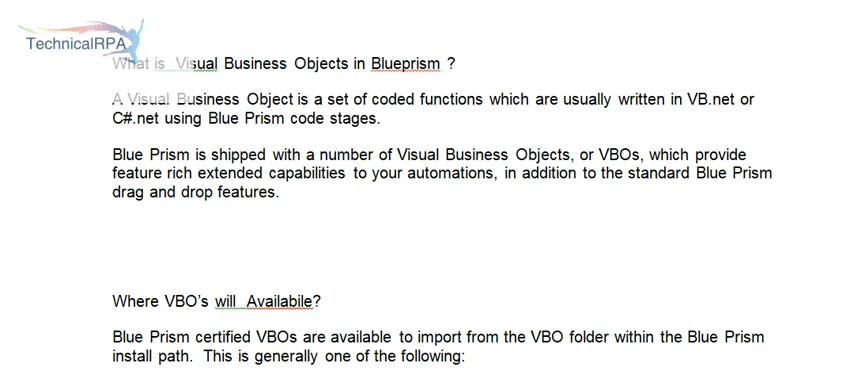 TechnicalRPA
What is Visual Business Objects in Blueprism ?
A Visual Business Object is a set of coded functions which are usually written in VB.net or
C#.net using Blue Prism code stages.
Blue Prism is shipped with a number of Visual Business Objects, or VBOs, which provide
feature rich extended capabilities to your automations, in addition to the standard Blue Prism
drag and drop features.
Where VBO's will Availabile?
Blue Prism certified VBOs are available to import from the VBO folder within the Blue Prism
install path. This is generally one of the following: